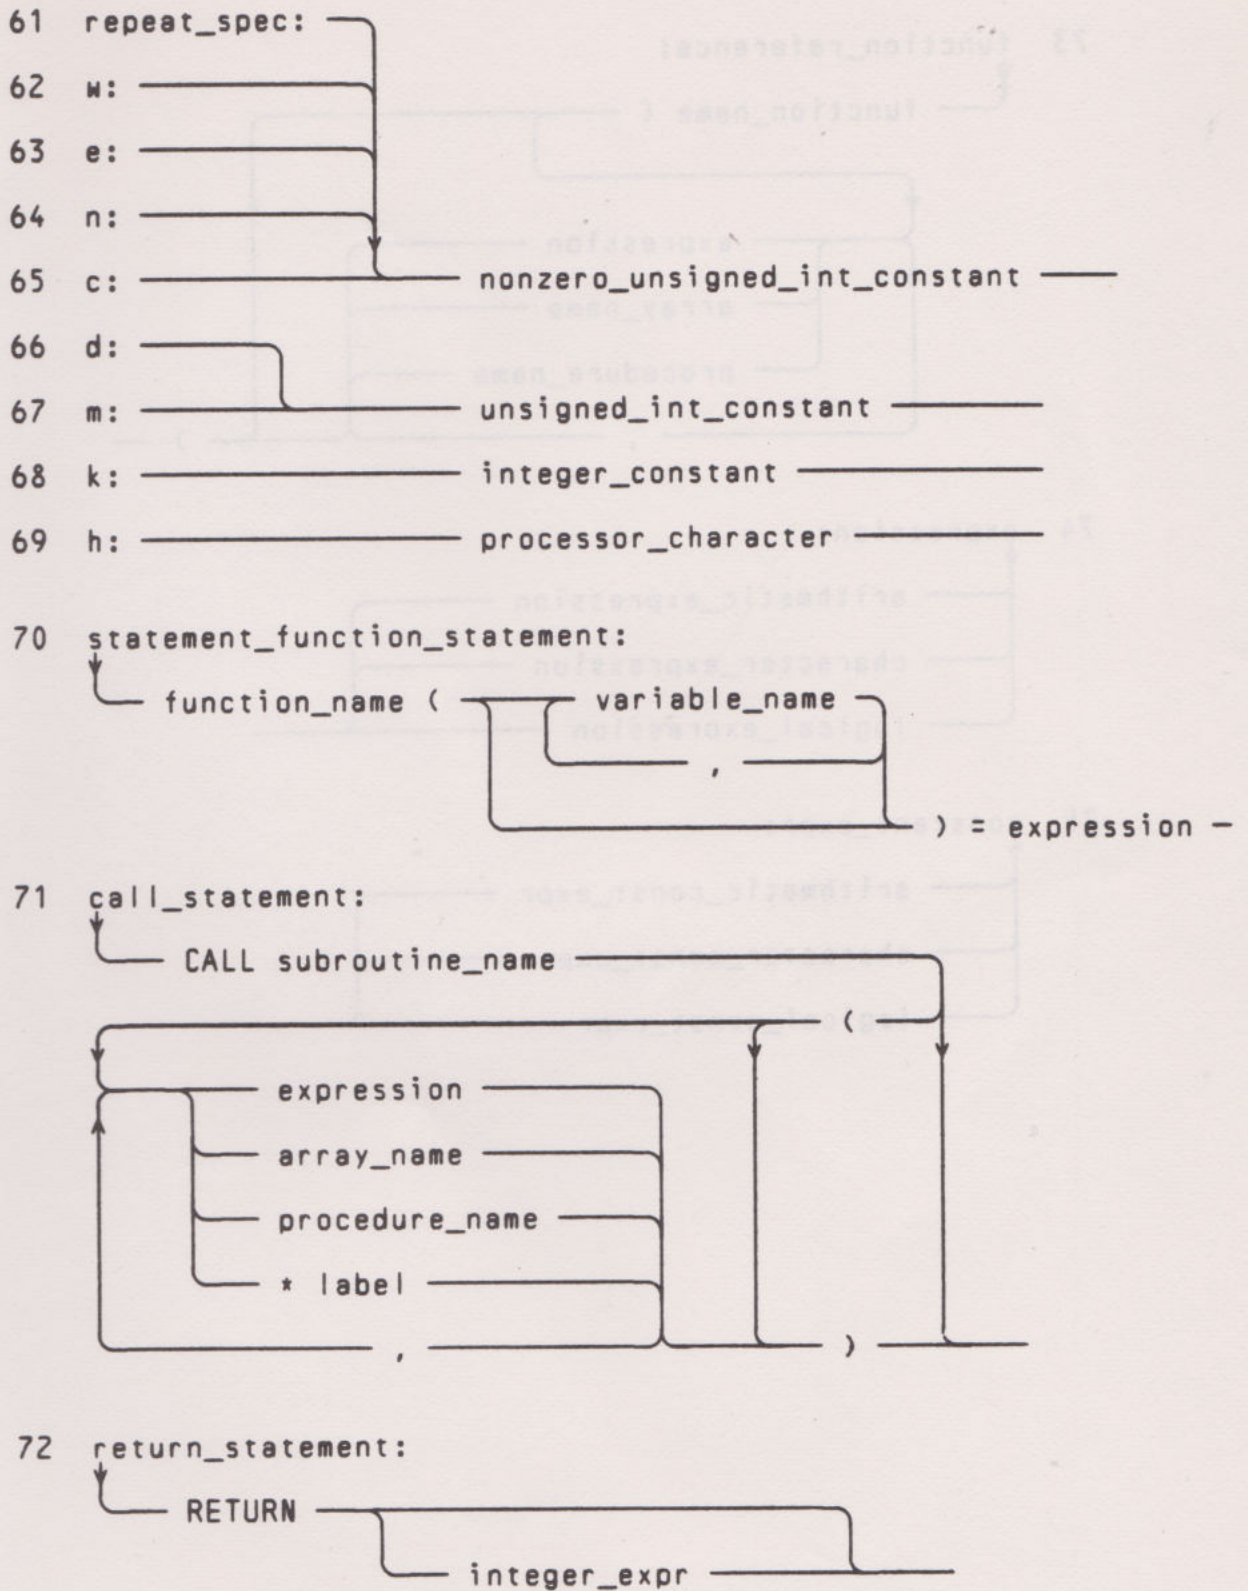 61 repeat_spec:
62 w:
63 e:
64 n:
65 c: nonzero_unsigned_int_constant
66 d:
67 m: unsigned_int_constant
68 k: integer_constant
69 h: processor_character
70 statement_function_statement:
function_name ( variable_name
,
) = expression
71 call_statement:
CALL subroutine_name
(
expression
array_name
procedure_name
* label
, )
72 return_statement:
RETURN
integer_expr